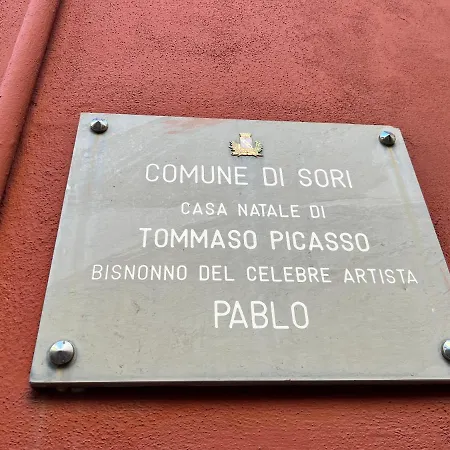 COMUNE DI SORI
CASA NATALE DI
TOMMASO PICASSO
BISNONNO DEL CELEBRE ARTISTA
PABLO